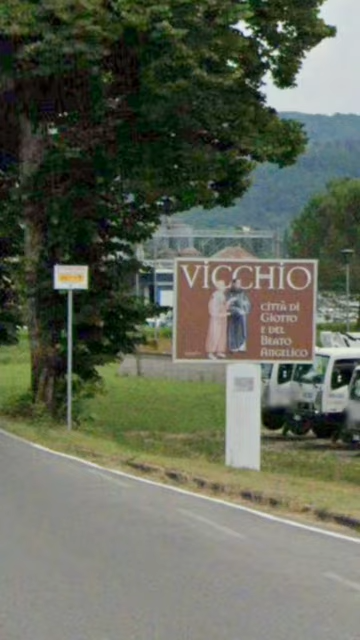 VICCHIO
CITTÀ DI
GIOTTO
E DEL
BEATO
ANGELICO